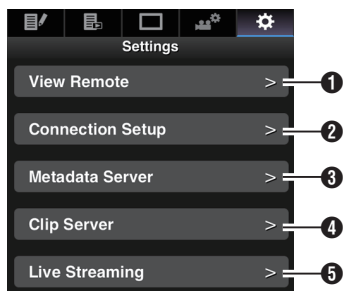 Settings
View Remote > 1
Connection Setup > 2
Metadata Server > 3
Clip Server > 4
Live Streaming > 5